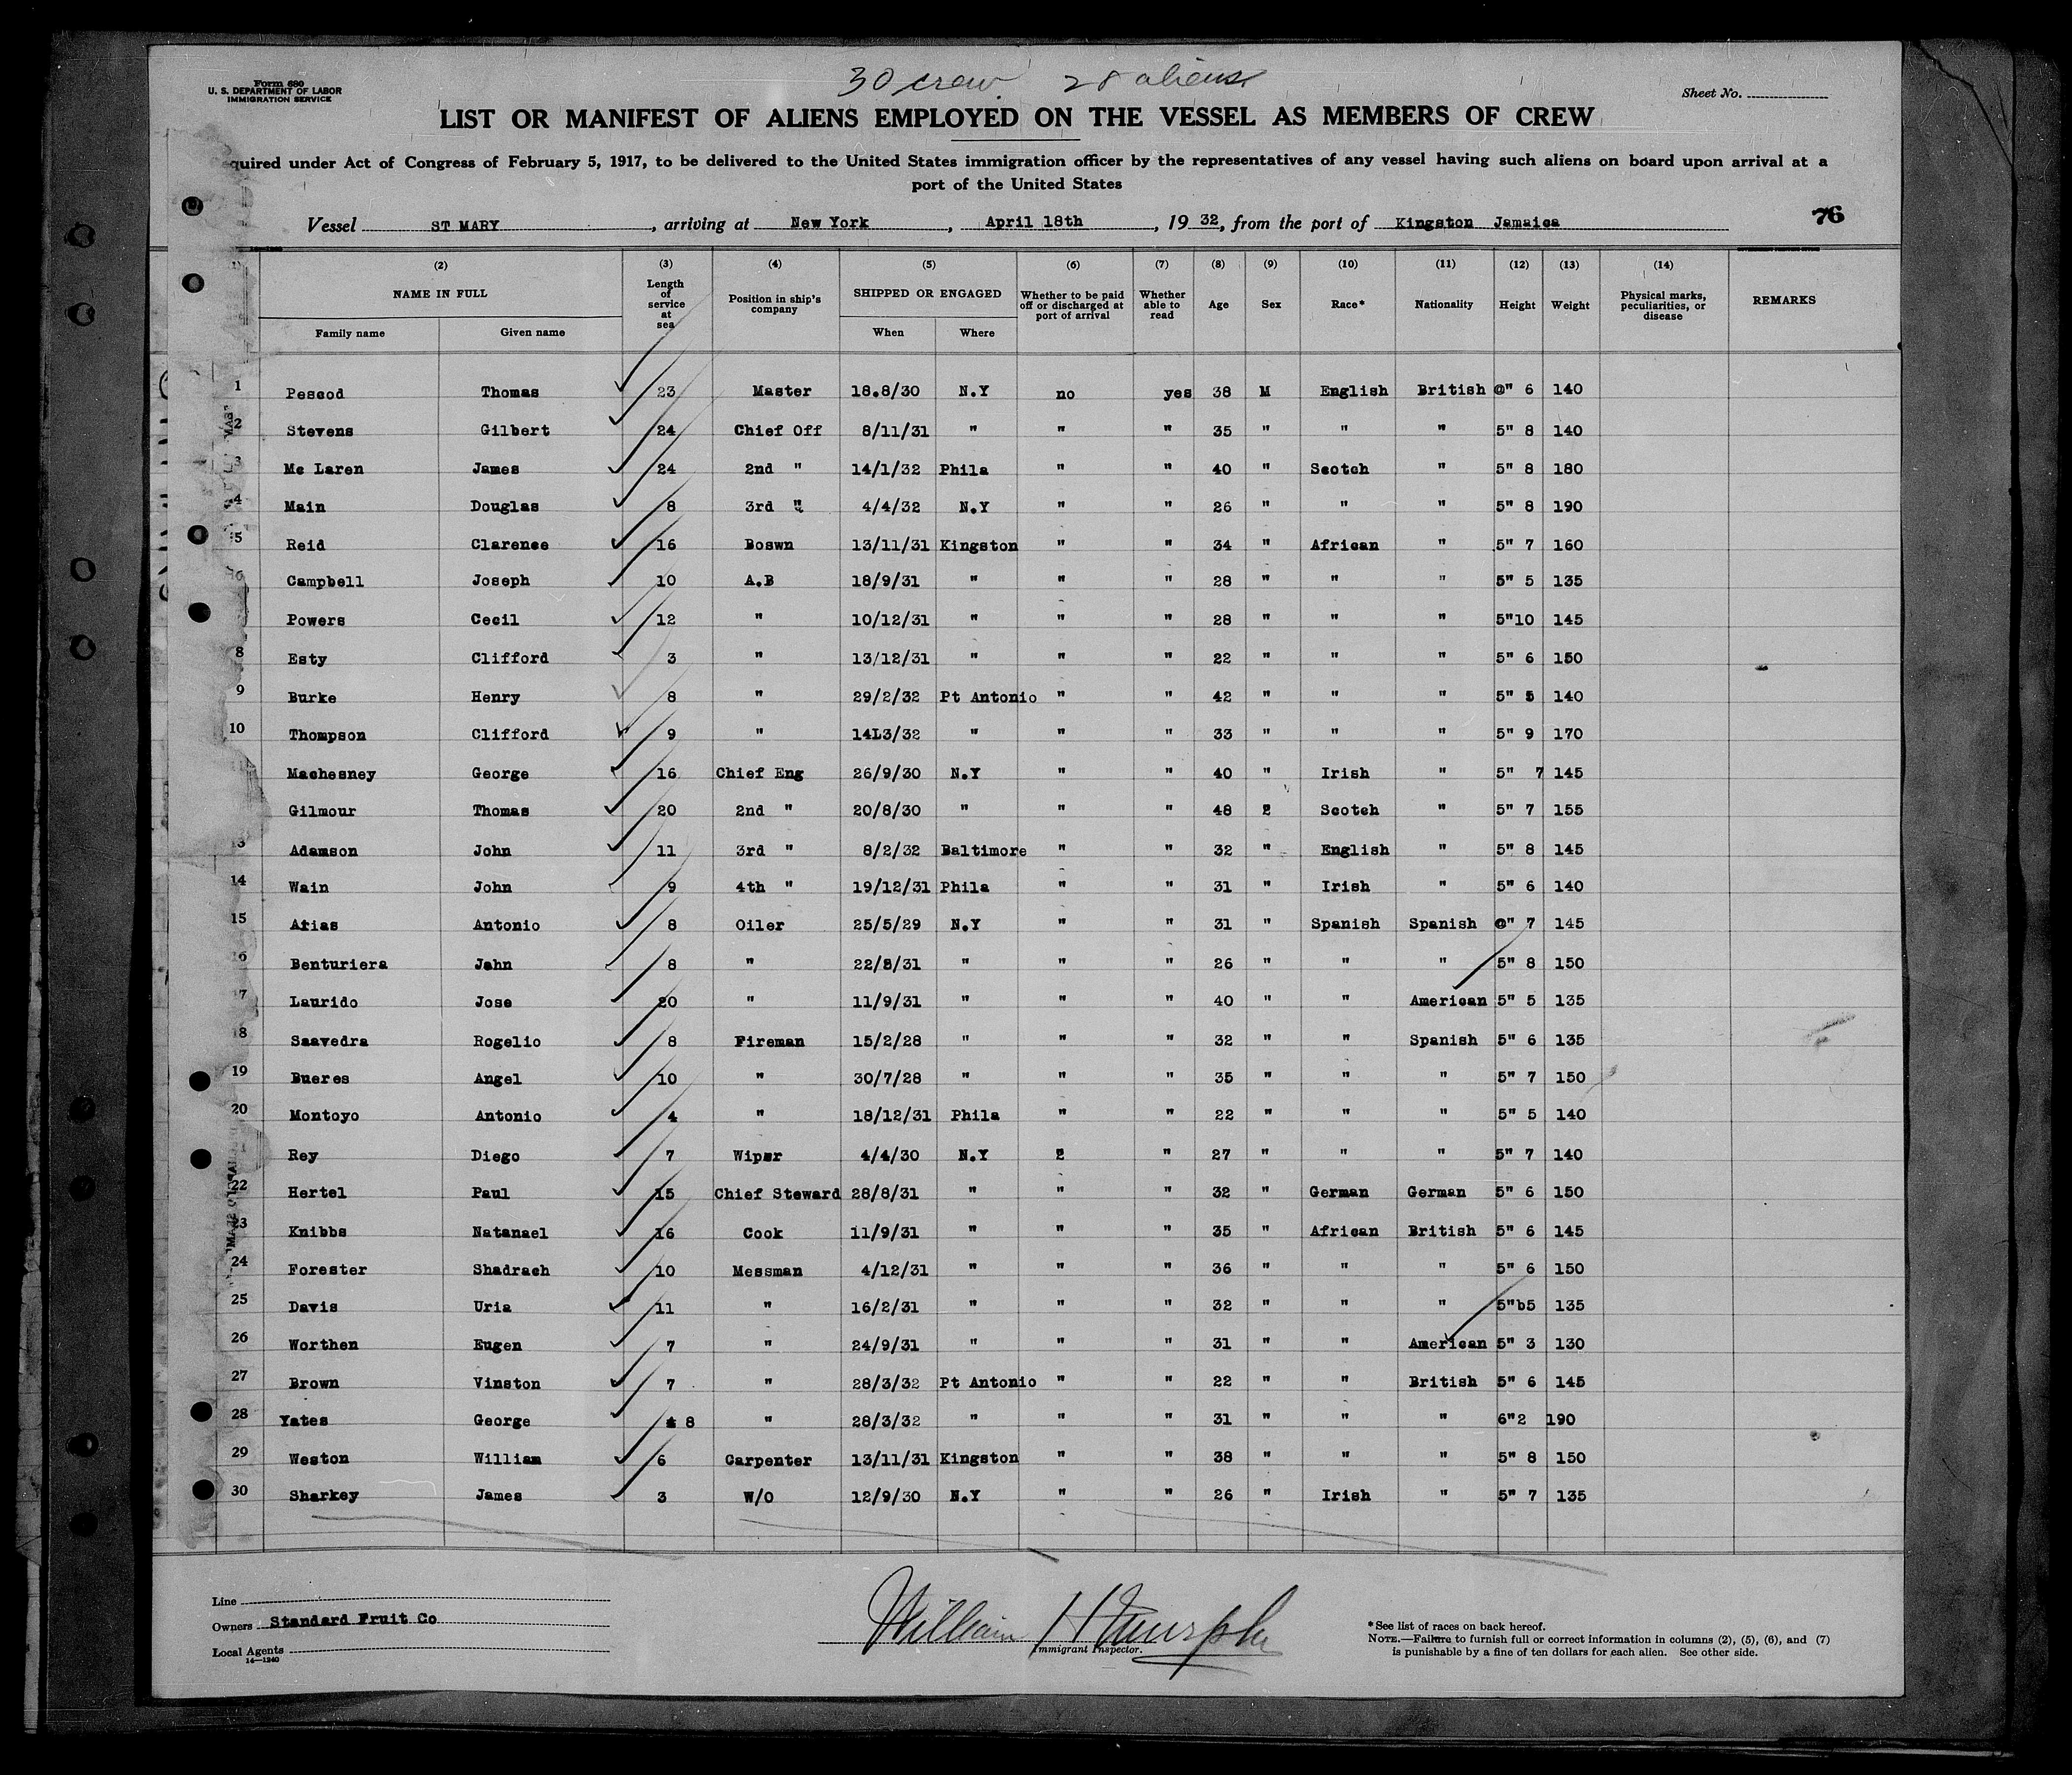 30 crew. 28 aliens
Form 680
U. S. DEPARTMENT OF LABOR
IMMIGRATION SERVICE
Sheet No.
LIST OR MANIFEST OF ALIENS EMPLOYED ON THE VESSEL AS MEMBERS OF CREW
quired under Act of Congress of February 5, 1917, to be delivered to the United States immigration officer by the representatives of any vessel having such aliens on board upon arrival at a
port of the United States
Vessel ST MARY, arriving at New York, April 18th, 1932, from the port of Kingston Jamaica
76
(2) (3) (4) (5) (6) (7) (8) (9) (10) (11) (12) (13) (14)
NAME IN FULL Length of service at sea Position in ship's company SHIPPED OR ENGAGED Whether to be paid off or discharged at port of arrival Whether able to read Age Sex Race* Nationality Height Weight Physical marks, peculiarities, or disease REMARKS
Family name Given name When Where
1 Pescod Thomas 23 Master 18.8/30 N.Y no yes 38 M English British @" 6 140
2 Stevens Gilbert 24 Chief Off 8/11/31 " " " 35 " " " 5" 8 140
3 Mc Laren James 24 2nd " 14/1/32 Phila " " 40 " Scotch " 5" 8 180
4 Main Douglas 8 3rd " 4/4/32 N.Y " " 26 " " " 5" 8 190
5 Reid Clarence 16 Boswn 13/11/31 Kingston " " 34 " African " 5" 7 160
6 Campbell Joseph 10 A.B 18/9/31 " " " 28 " " " 5" 5 135
Powers Cecil 12 " 10/12/31 " " " 28 " " " 5"10 145
8 Esty Clifford 3 " 13/12/31 " " " 22 " " " 5" 6 150
9 Burke Henry 8 " 29/2/32 Pt Antonio " " 42 " " " 5" 5 140
10 Thompson Clifford 9 " 14L3/32 " " " 33 " " " 5" 9 170
11 Machesney George 16 Chief Eng 26/9/30 N.Y " " 40 " Irish " 5" 7 145
Gilmour Thomas 20 2nd " 20/8/30 " " " 48 2 Scotch " 5" 7 155
3 Adamson John 11 3rd " 8/2/32 Baltimore " " 32 " English " 5" 8 145
14 Wain John 9 4th " 19/12/31 Phila " " 31 " Irish " 5" 6 140
15 Arias Antonio 8 Oiler 25/5/29 N.Y " " 31 " Spanish Spanish @" 7 145
6 Benturiera Jahn 8 " 22/8/31 " " " 26 " " " 5" 8 150
7 Laurido Jose 20 " 11/9/31 " " " 40 " " American 5" 5 135
8 Saavedra Rogelio 8 Fireman 15/2/28 " " " 32 " " Spanish 5" 6 135
19 Bueres Angel 10 " 30/7/28 " " " 35 " " " 5" 7 150
20 Montoyo Antonio 4 " 18/12/31 Phila " " 22 " " " 5" 5 140
1 Rey Diego 7 Wiper 4/4/30 N.Y 2 " 27 " " " 5" 7 140
22 Hertel Paul 15 Chief Steward 28/8/31 " " " 32 " German German 5" 6 150
23 Knibbs Natanael 16 Cook 11/9/31 " " " 35 " African British 5" 6 145
24 Forester Shadrach 10 Messman 4/12/31 " " " 36 " " " 5" 6 150
25 Davis Uria 11 " 16/2/31 " " " 32 " " " 5"b5 135
26 Worthen Eugen 7 " 24/9/31 " " " 31 " " American 5" 3 130
27 Brown Vinston 7 " 28/3/32 Pt Antonio " " 22 " " British 5" 6 145
28 Yates George 8 " 28/3/32 " " " 31 " " " 6"2 190
29 Weston William 6 Carpenter 13/11/31 Kingston " " 38 " " " 5" 8 150
30 Sharkey James 3 W/O 12/9/30 N.Y " " 26 " Irish " 5" 7 135
Line
Owners Standard Fruit Co
Local Agents
14—1240
William H Murphy
Immigrant Inspector.
*See list of races on back hereof.
NOTE.—Failure to furnish full or correct information in columns (2), (5), (6), and (7)
is punishable by a fine of ten dollars for each alien. See other side.